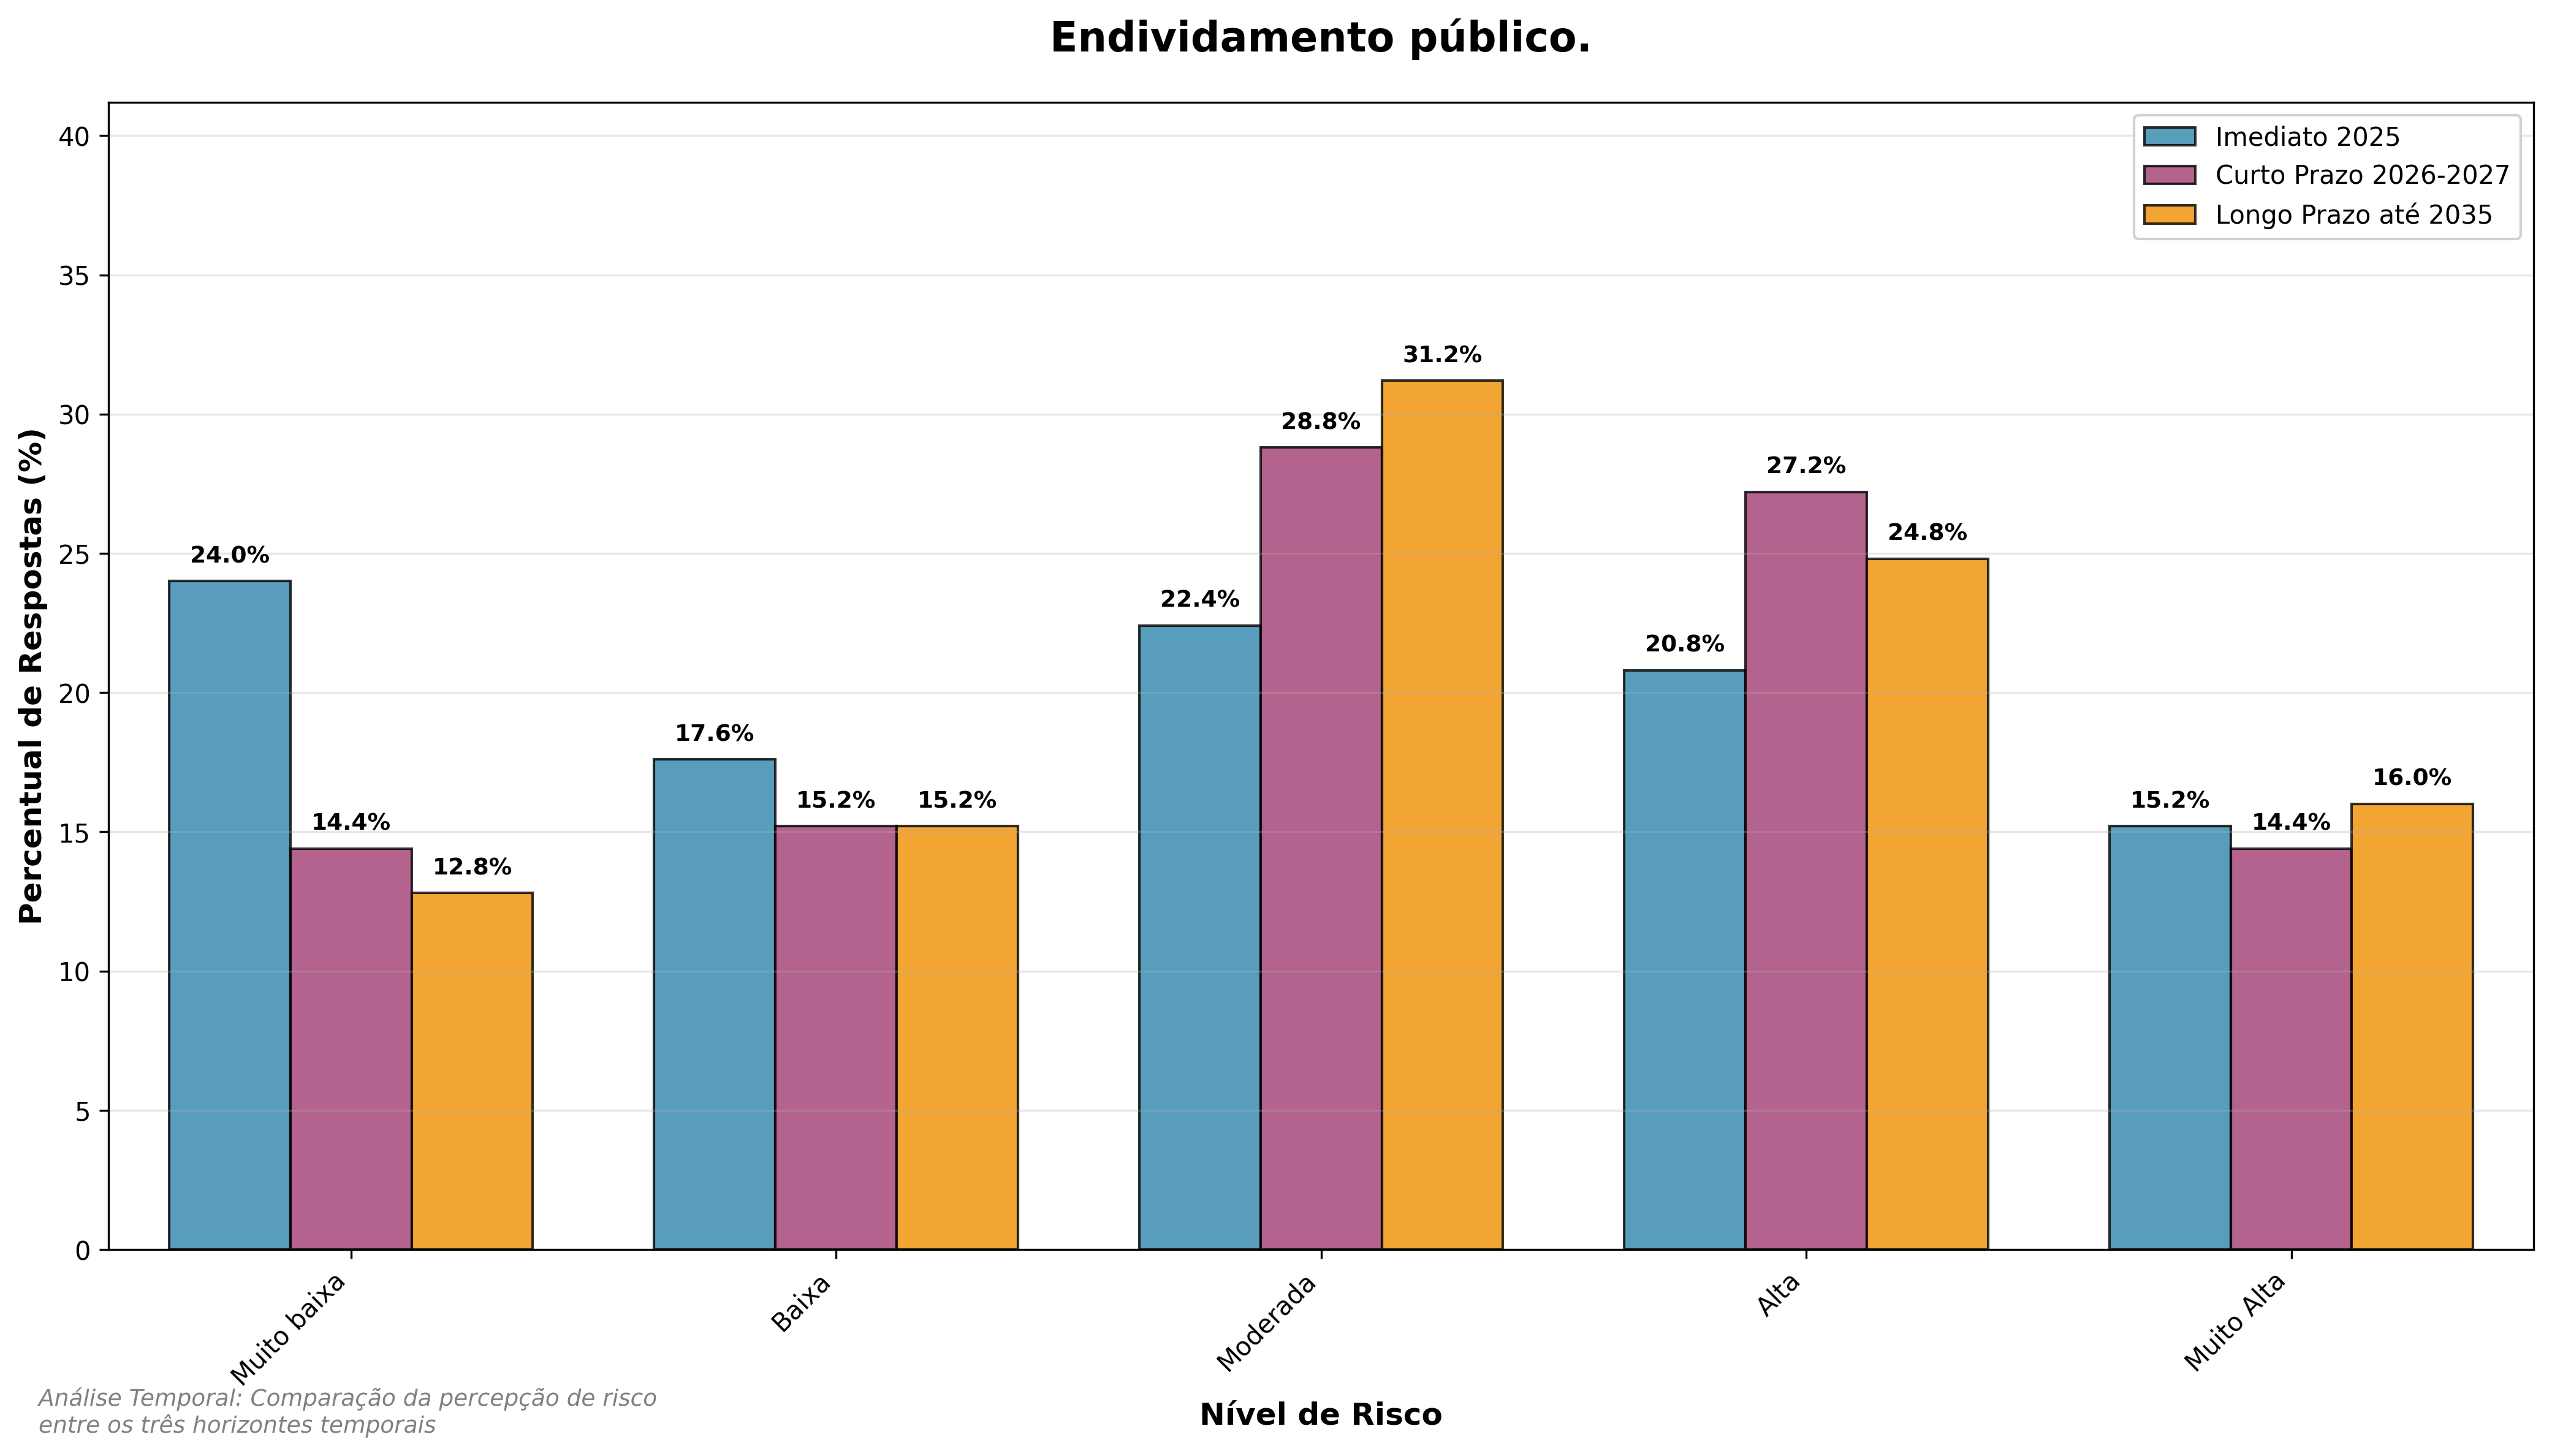 Endividamento público.
Imediato 2025
Curto Prazo 2026-2027
Longo Prazo até 2035
Percentual de Respostas (%)
40
35
30
25
20
15
10
5
0
24.0%
14.4%
12.8%
17.6%
15.2%
15.2%
22.4%
28.8%
31.2%
20.8%
27.2%
24.8%
15.2%
14.4%
16.0%
Muito baixa
Baixa
Moderada
Alta
Muito Alta
Nível de Risco
Análise Temporal: Comparação da percepção de risco
entre os três horizontes temporais